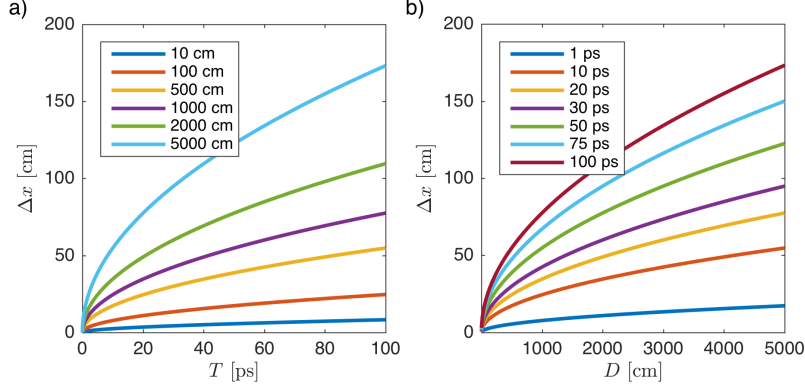 a)
200
150
100
50
0
Δx [cm]
10 cm
100 cm
500 cm
1000 cm
2000 cm
5000 cm
0 20 40 60 80 100
T [ps]
b)
200
150
100
50
0
Δx [cm]
1 ps
10 ps
20 ps
30 ps
50 ps
75 ps
100 ps
1000 2000 3000 4000 5000
D [cm]